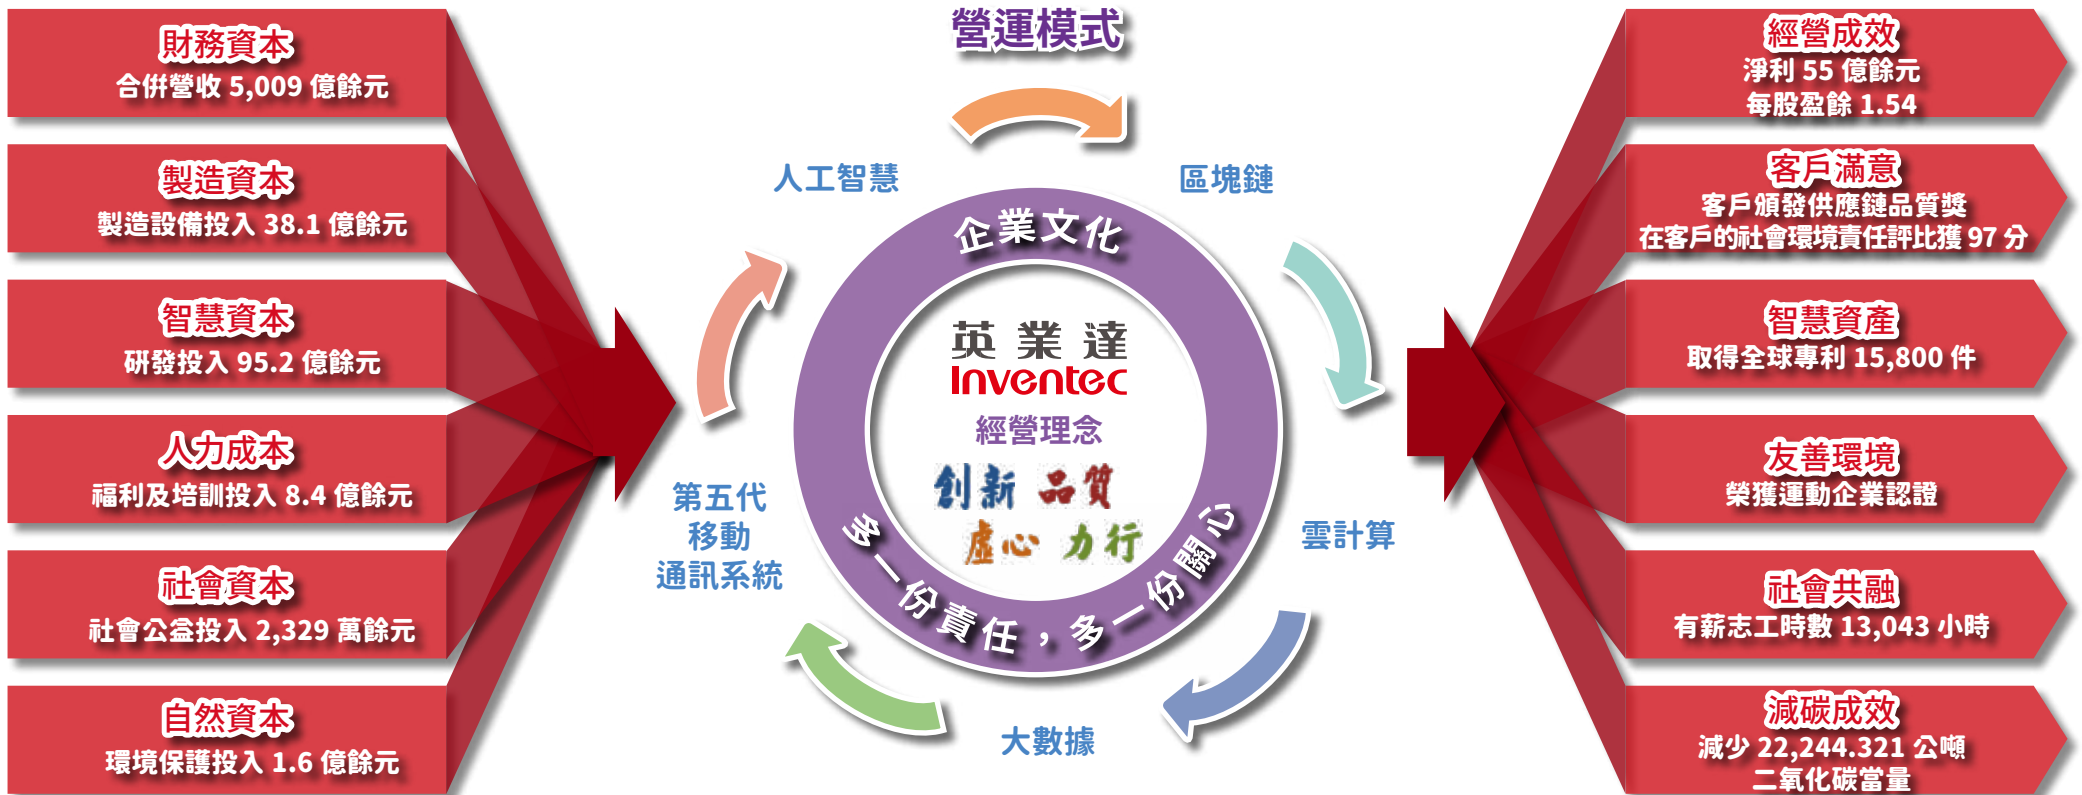 財務資本
合併營收 5,009 億餘元
製造資本
製造設備投入 38.1 億餘元
智慧資本
研發投入 95.2 億餘元
人力成本
福利及培訓投入 8.4 億餘元
社會資本
社會公益投入 2,329 萬餘元
自然資本
環境保護投入 1.6 億餘元
營運模式
人工智慧
區塊鏈
企業文化
英業達
Inventec
經營理念
創新 品質
虛心 力行
多一份責任，多一份關心
第五代
移動
通訊系統
雲計算
大數據
經營成效
淨利 55 億餘元
每股盈餘 1.54
客戶滿意
客戶頒發供應鏈品質獎
在客戶的社會環境責任評比獲 97 分
智慧資產
取得全球專利 15,800 件
友善環境
榮獲運動企業認證
社會共融
有薪志工時數 13,043 小時
減碳成效
減少 22,244.321 公噸
二氧化碳當量